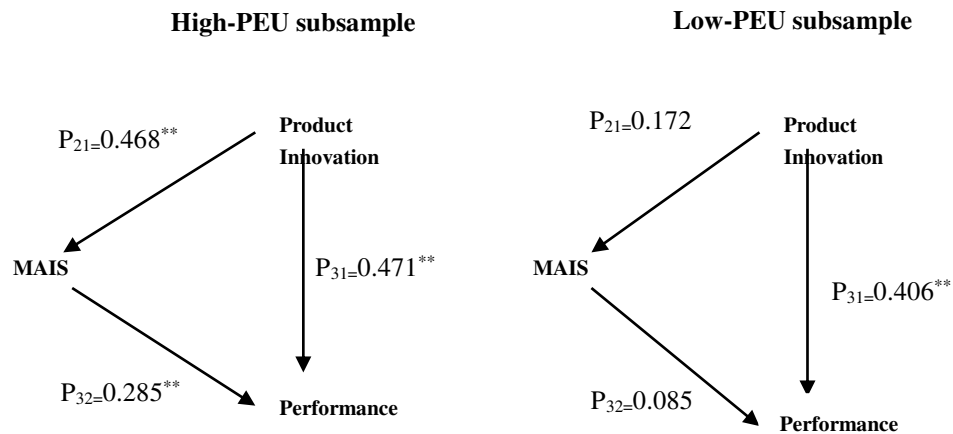 High-PEU subsample
P21=0.468**
Product
Innovation
MAIS
P31=0.471**
P32=0.285**
Performance
Low-PEU subsample
P21=0.172
Product
Innovation
MAIS
P31=0.406**
P32=0.085
Performance